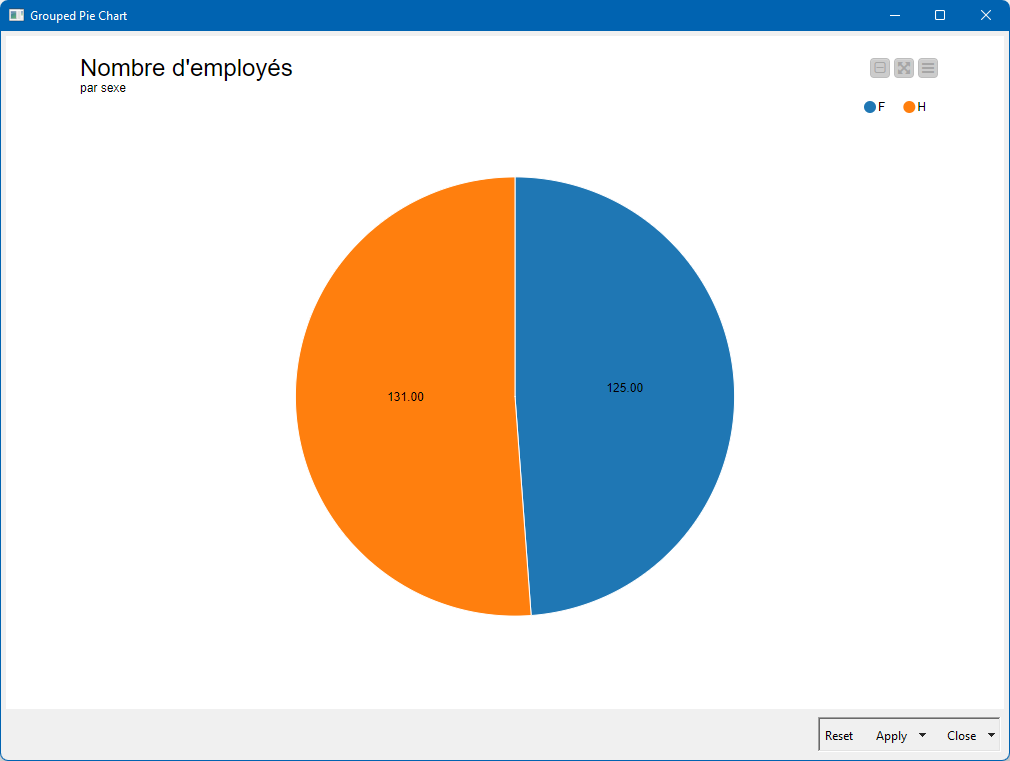 Grouped Pie Chart
Nombre d'employés
par sexe
F H
131.00
125.00
Reset Apply Close